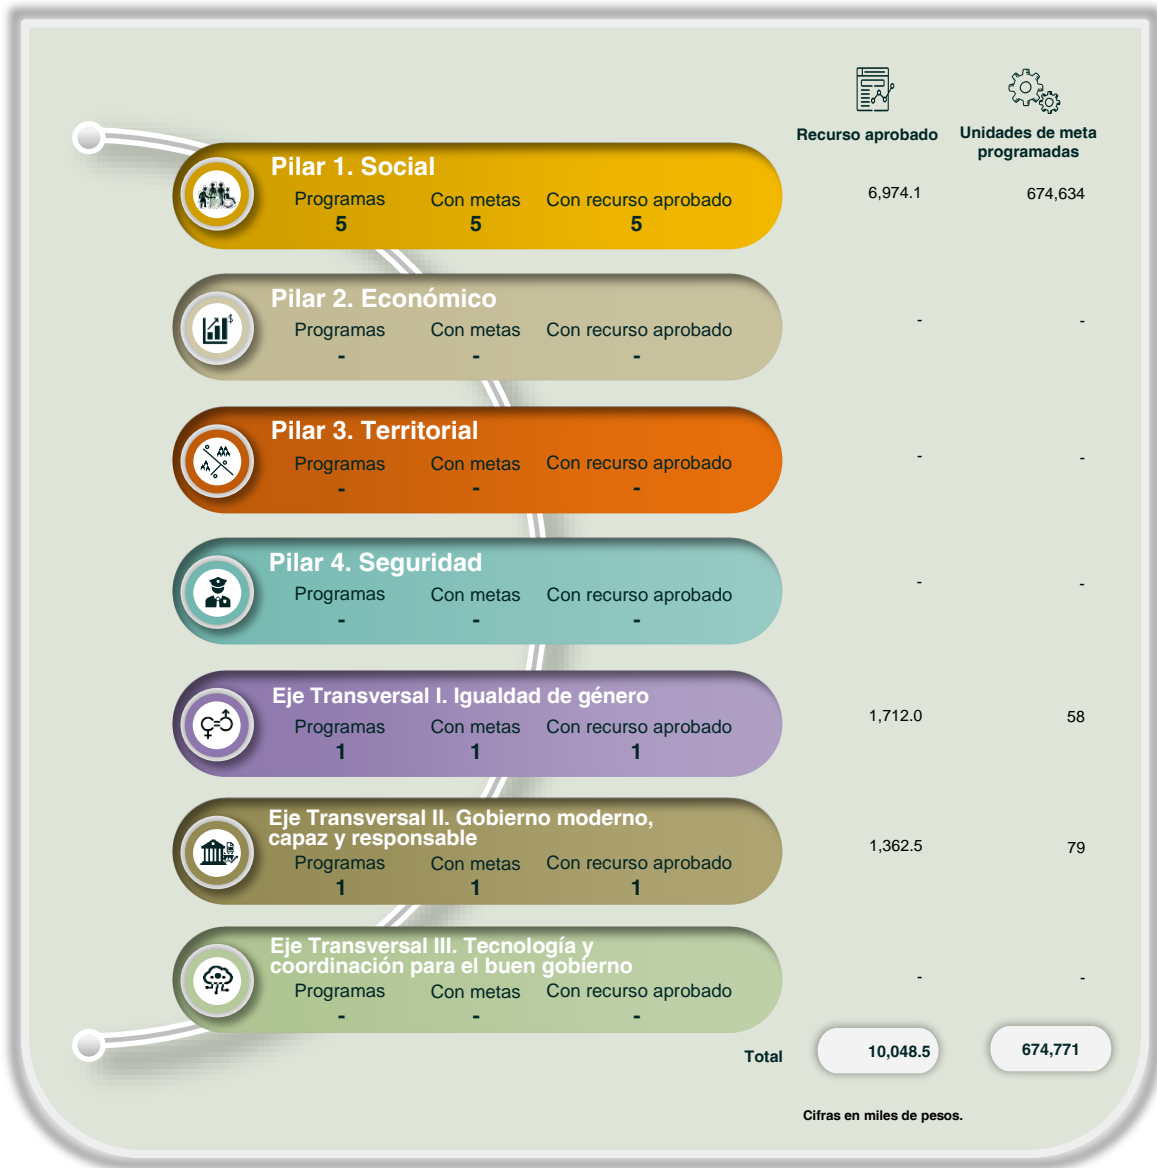 Recurso aprobado
Unidades de meta
programadas
Pilar 1. Social
Programas Con metas Con recurso aprobado
5 5 5
6,974.1 674,634
Pilar 2. Económico
Programas Con metas Con recurso aprobado
- - -
- -
Pilar 3. Territorial
Programas Con metas Con recurso aprobado
- - -
- -
Pilar 4. Seguridad
Programas Con metas Con recurso aprobado
- - -
- -
Eje Transversal I. Igualdad de género
Programas Con metas Con recurso aprobado
1 1 1
1,712.0 58
Eje Transversal II. Gobierno moderno,
capaz y responsable
Programas Con metas Con recurso aprobado
1 1 1
1,362.5 79
Eje Transversal III. Tecnología y
coordinación para el buen gobierno
Programas Con metas Con recurso aprobado
- - -
- -
Total 10,048.5 674,771
Cifras en miles de pesos.